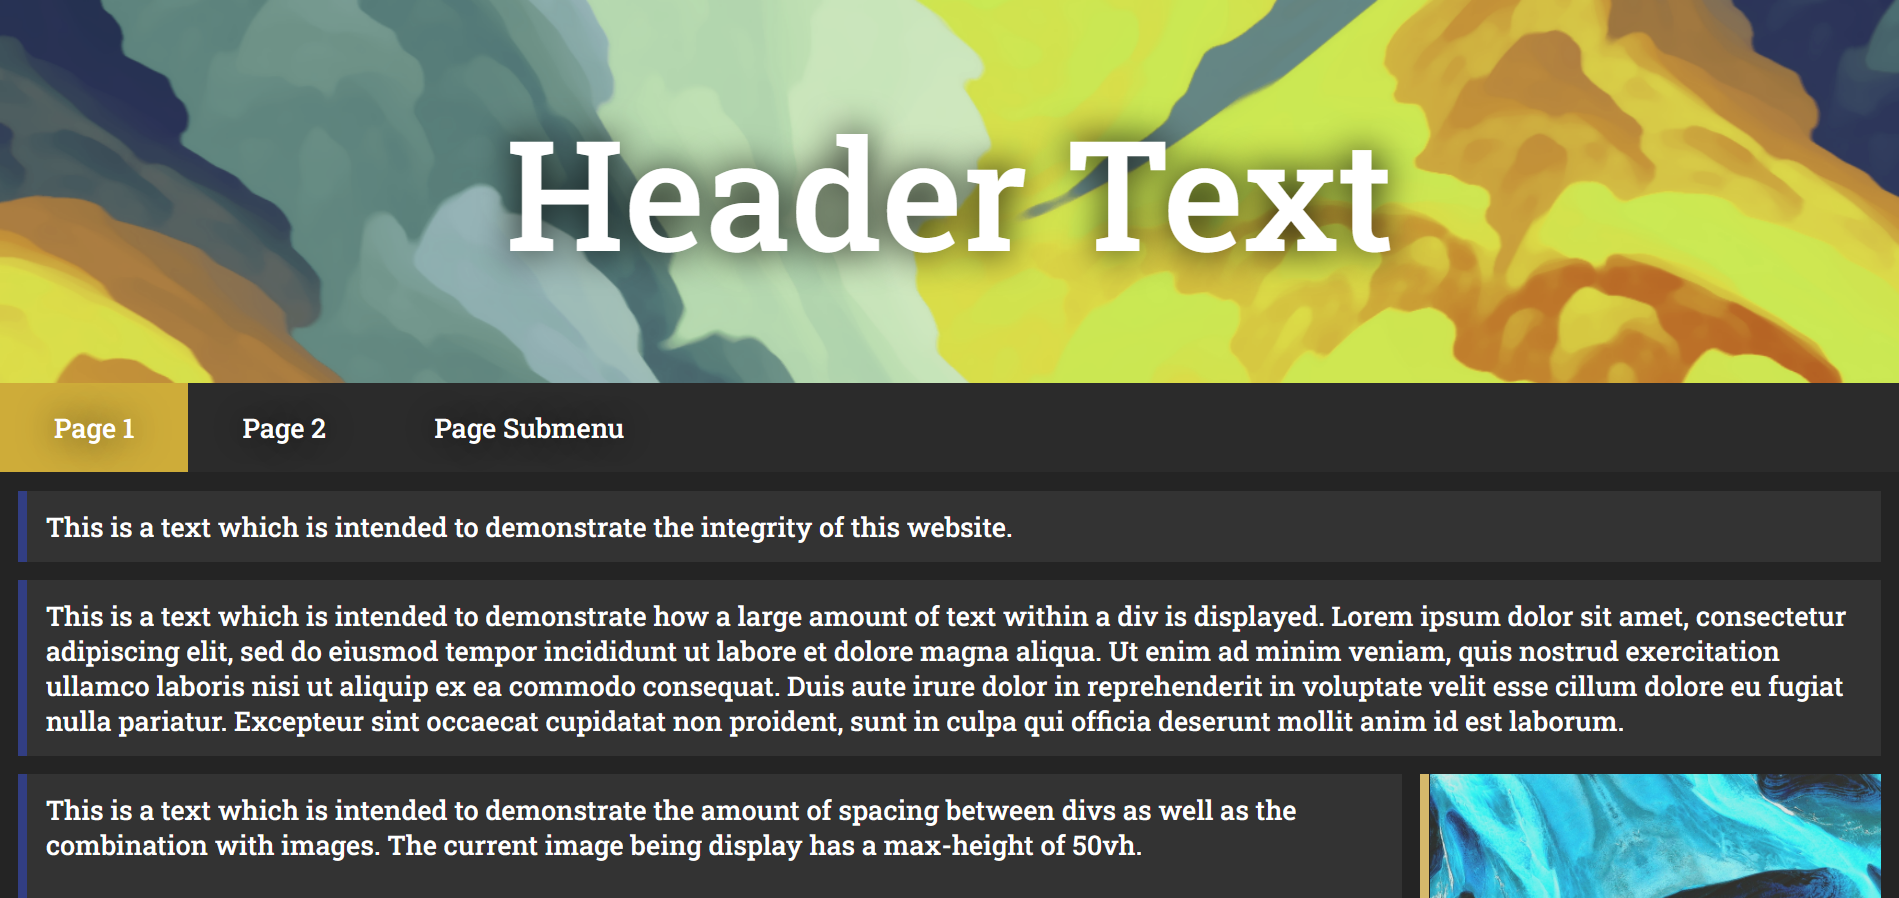 Header Text
Page 1
Page 2
Page Submenu
This is a text which is intended to demonstrate the integrity of this website.
This is a text which is intended to demonstrate how a large amount of text within a div is displayed. Lorem ipsum dolor sit amet, consectetur
adipiscing elit, sed do eiusmod tempor incididunt ut labore et dolore magna aliqua. Ut enim ad minim veniam, quis nostrud exercitation
ullamco laboris nisi ut aliquip ex ea commodo consequat. Duis aute irure dolor in reprehenderit in voluptate velit esse cillum dolore eu fugiat
nulla pariatur. Excepteur sint occaecat cupidatat non proident, sunt in culpa qui officia deserunt mollit anim id est laborum.
This is a text which is intended to demonstrate the amount of spacing between divs as well as the
combination with images. The current image being display has a max-height of 50vh.